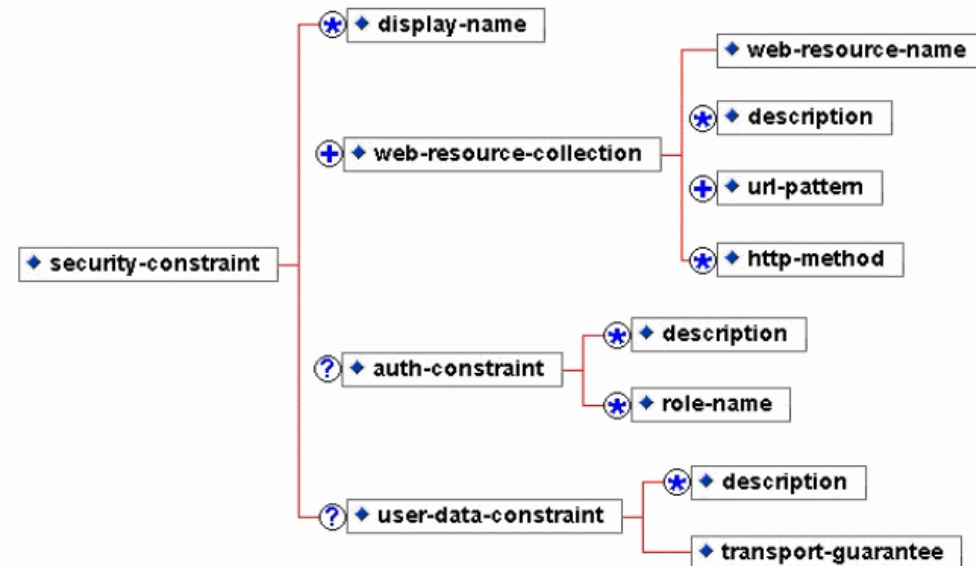 display-name
web-resource-name
description
web-resource-collection
url-pattern
http-method
security-constraint
description
auth-constraint
role-name
description
user-data-constraint
transport-guarantee